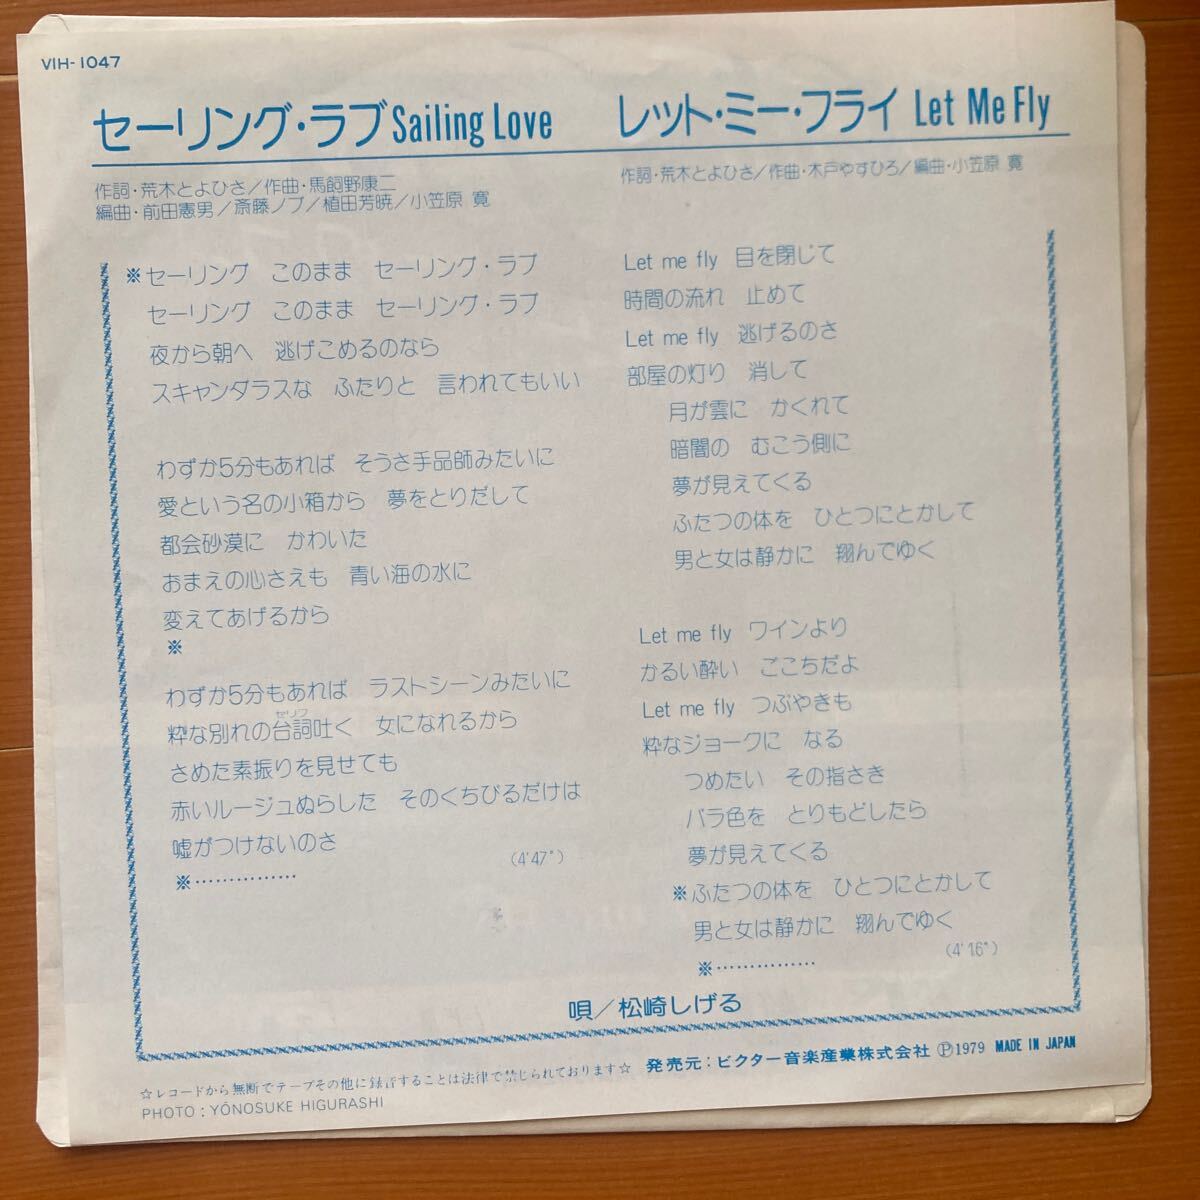 VIH-1047
セーリング・ラブ Sailing Love
作詞・荒木とよひさ／作曲・馬飼野康二
編曲・前田憲男／斎藤ノブ／植田芳暁／小笠原 寛
※セーリング　このまま　セーリング・ラブ
セーリング　このまま　セーリング・ラブ
夜から朝へ　逃げこめるのなら
スキャンダラスな　ふたりと　言われてもいい
わずか5分もあれば　そうさ手品師みたいに
愛という名の小箱から　夢をとりだして
都会砂漠に　かわいた
おまえの心さえも　青い海の水に
変えてあげるから
※
わずか5分もあれば　ラストシーンみたいに
セリフ
粋な別れの台詞吐く　女になれるから
さめた素振りを見せても
赤いルージュぬらした　そのくちびるだけは
嘘がつけないのさ
(4'47")
※……………
レット・ミー・フライ Let Me Fly
作詞・荒木とよひさ／作曲・木戸やすひろ／編曲・小笠原 寛
Let me fly　目を閉じて
時間の流れ　止めて
Let me fly　逃げるのさ
部屋の灯り　消して
月が雲に　かくれて
暗闇の　むこう側に
夢が見えてくる
ふたつの体を　ひとつにとかして
男と女は静かに　翔んでゆく
Let me fly　ワインより
かるい酔い　ごこちだよ
Let me fly　つぶやきも
粋なジョークに　なる
つめたい　その指さき
バラ色を　とりもどしたら
夢が見えてくる
※ふたつの体を　ひとつにとかして
男と女は静かに　翔んでゆく
(4'16")
※……………
唄／松崎しげる
発売元：ビクター音楽産業株式会社 Ⓟ1979 MADE IN JAPAN
☆レコードから無断でテープその他に録音することは法律で禁じられております☆
PHOTO : YŌNOSUKE HIGURASHI